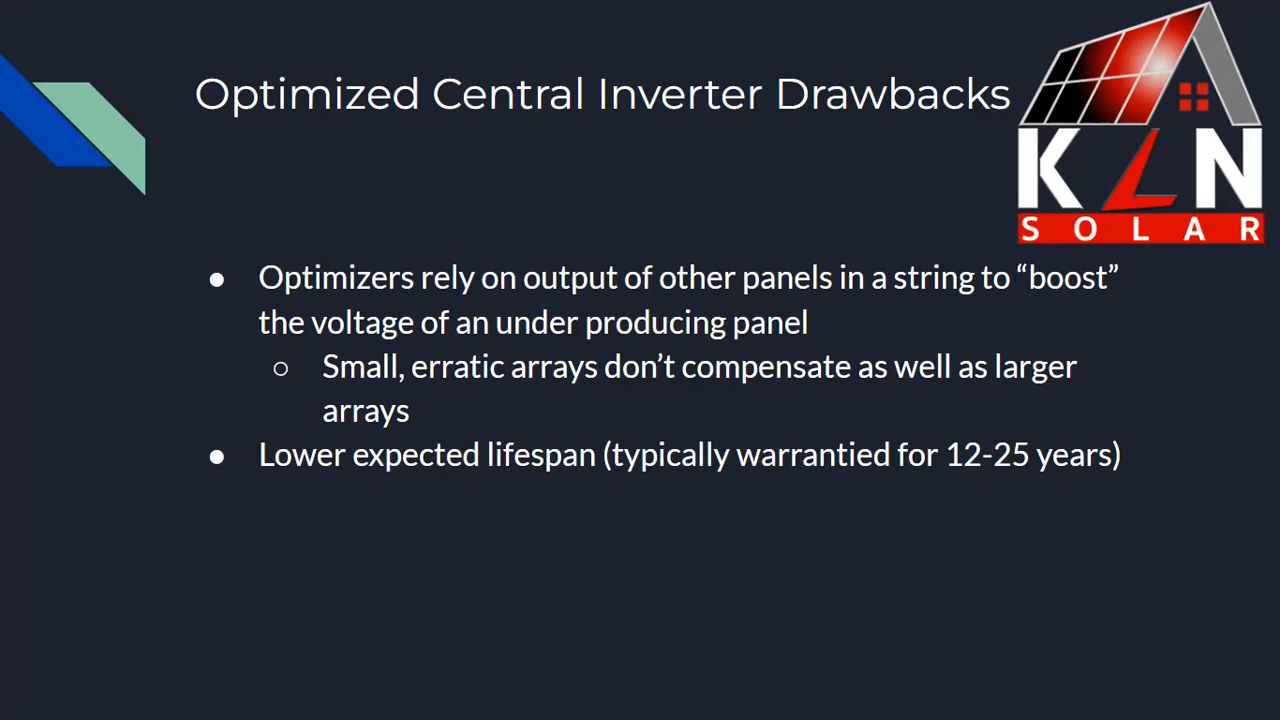 Optimized Central Inverter Drawbacks
KLN
SOLAR
● Optimizers rely on output of other panels in a string to “boost”
the voltage of an under producing panel
○ Small, erratic arrays don’t compensate as well as larger
arrays
● Lower expected lifespan (typically warrantied for 12-25 years)